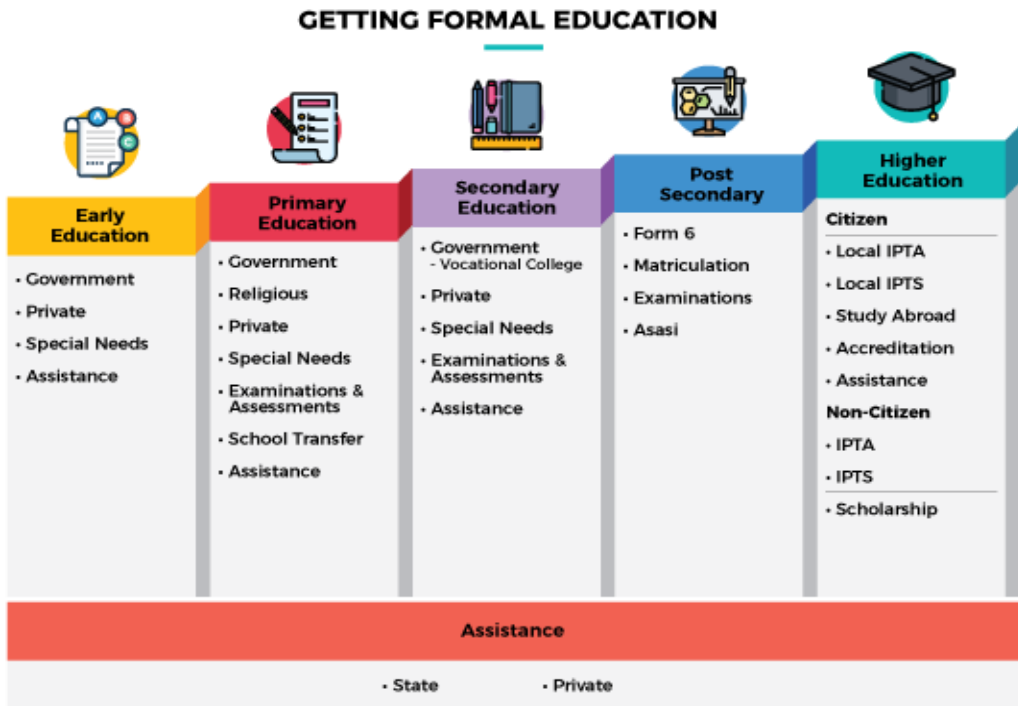 GETTING FORMAL EDUCATION
A
B
C
Early
Education
• Government
• Private
• Special Needs
• Assistance
Primary
Education
• Government
• Religious
• Private
• Special Needs
• Examinations &
Assessments
• School Transfer
• Assistance
Secondary
Education
• Government
- Vocational College
• Private
• Special Needs
• Examinations &
Assessments
• Assistance
Post
Secondary
• Form 6
• Matriculation
• Examinations
• Asasi
Higher
Education
Citizen
• Local IPTA
• Local IPTS
• Study Abroad
• Accreditation
• Assistance
Non-Citizen
• IPTA
• IPTS
• Scholarship
Assistance
• State • Private